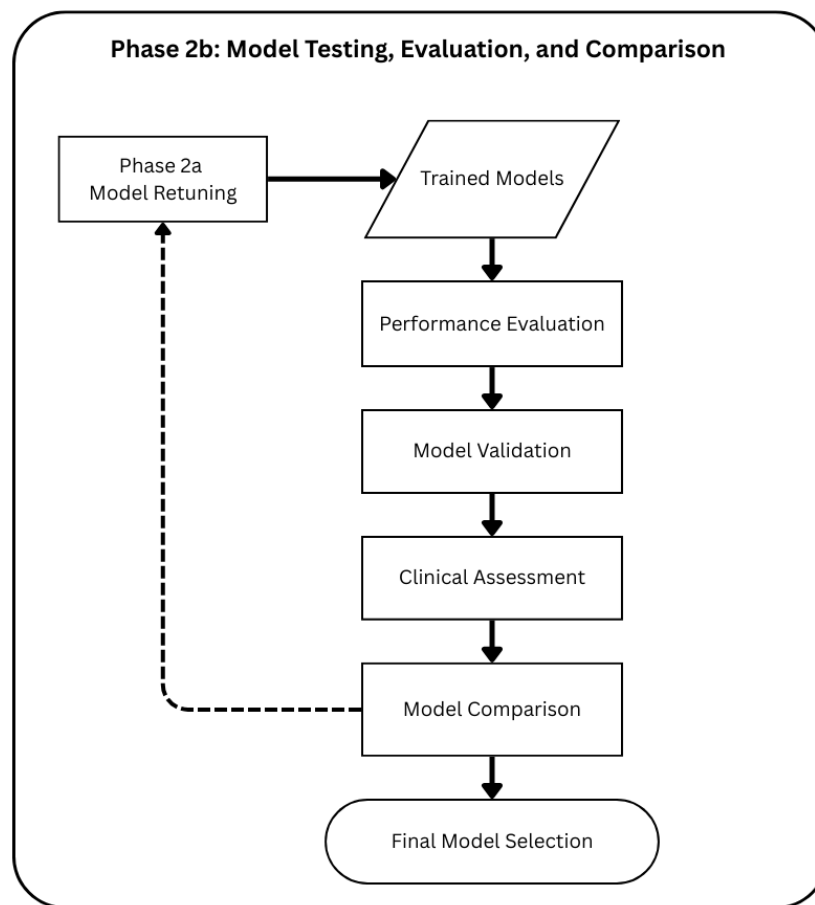 Phase 2b: Model Testing, Evaluation, and Comparison
Phase 2a
Model Retuning
Trained Models
Performance Evaluation
Model Validation
Clinical Assessment
Model Comparison
Final Model Selection